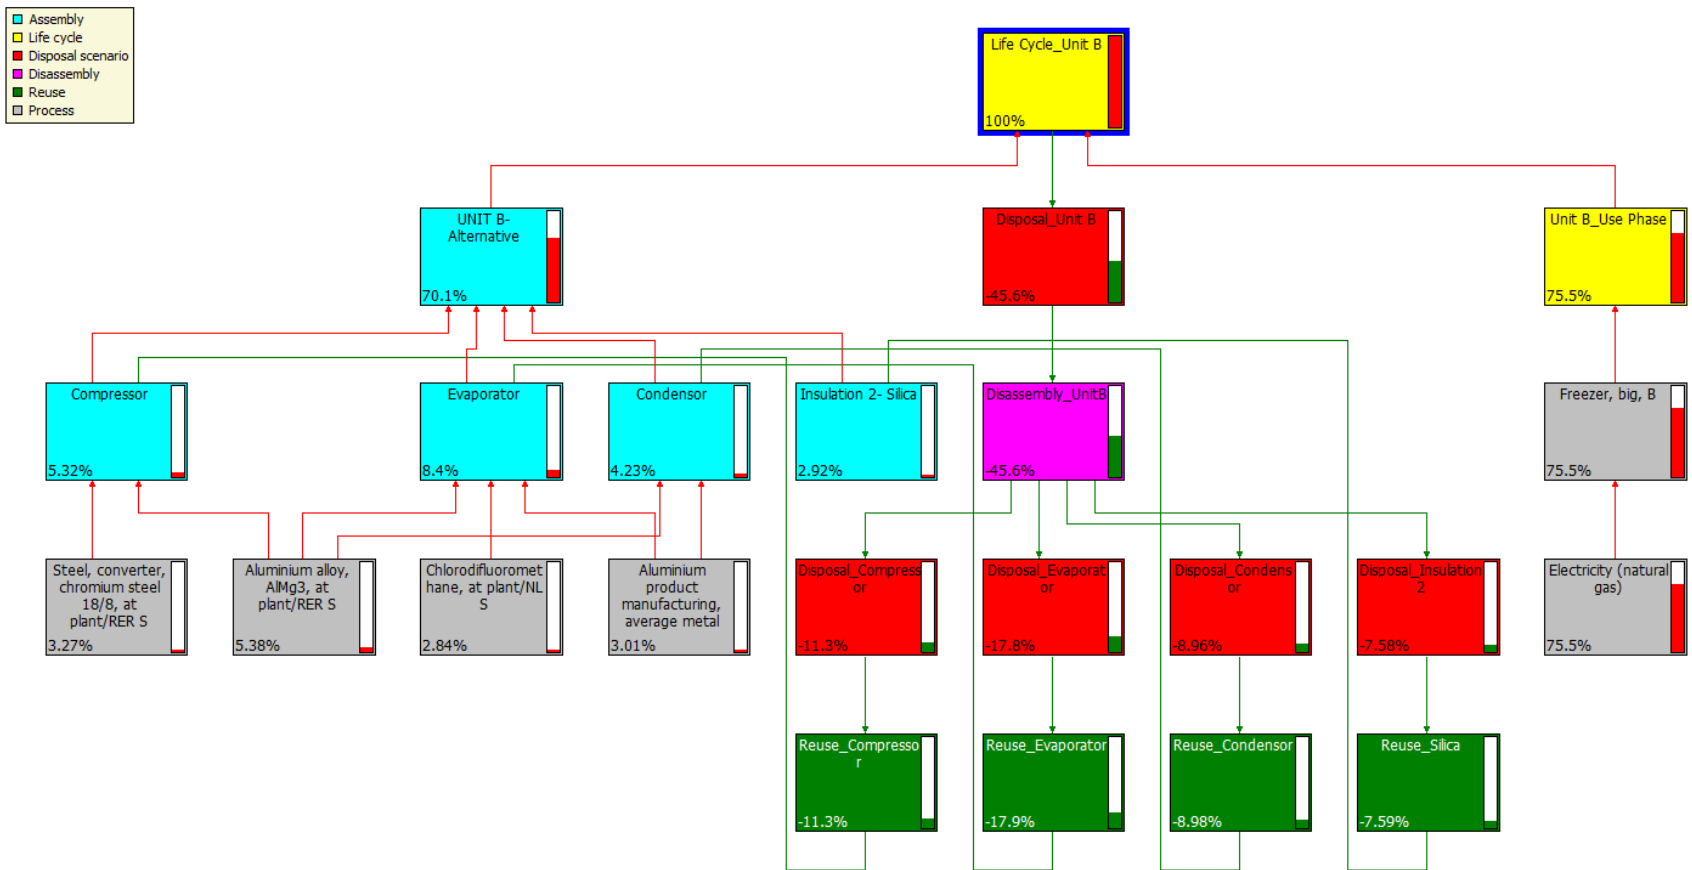 Assembly
Life cycle
Disposal scenario
Disassembly
Reuse
Process
Life Cycle_Unit B
100%
UNIT B-
Alternative
70.1%
Disposal_Unit B
-45.6%
Unit B_Use Phase
75.5%
Compressor
5.32%
Evaporator
8.4%
Condensor
4.23%
Insulation 2- Silica
2.92%
Disassembly_UnitB
-45.6%
Freezer, big, B
75.5%
Steel, converter,
chromium steel
18/8, at
plant/RER S
3.27%
Aluminium alloy,
AlMg3, at
plant/RER S
5.38%
Chlorodifluoromet
hane, at plant/NL
S
2.84%
Aluminium
product
manufacturing,
average metal
3.01%
Disposal_Compress
or
-11.3%
Disposal_Evaporat
or
-17.8%
Disposal_Condens
or
-8.96%
Disposal_Insulation
2
-7.58%
Electricity (natural
gas)
75.5%
Reuse_Compresso
r
-11.3%
Reuse_Evaporator
-17.9%
Reuse_Condensor
-8.98%
Reuse_Silica
-7.59%